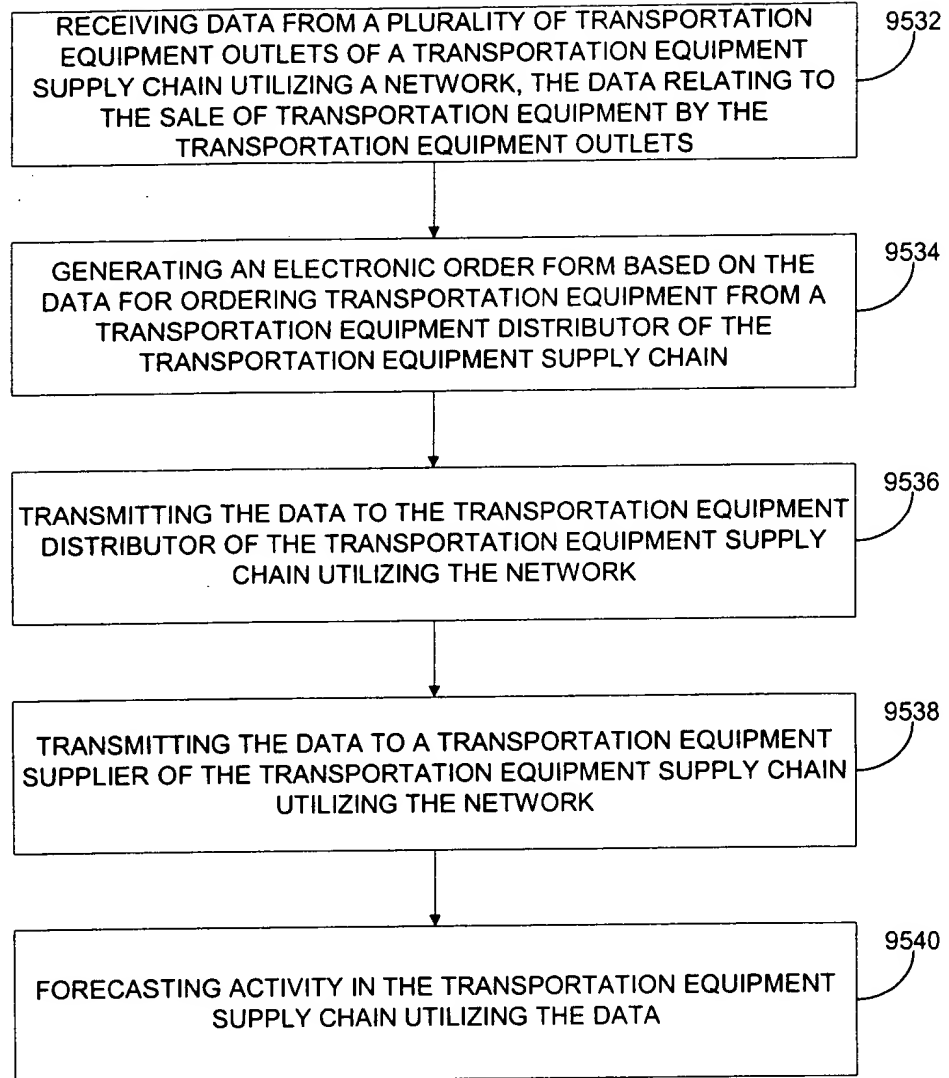 RECEIVING DATA FROM A PLURALITY OF TRANSPORTATION
EQUIPMENT OUTLETS OF A TRANSPORTATION EQUIPMENT
SUPPLY CHAIN UTILIZING A NETWORK, THE DATA RELATING TO
THE SALE OF TRANSPORTATION EQUIPMENT BY THE
TRANSPORTATION EQUIPMENT OUTLETS
9532
GENERATING AN ELECTRONIC ORDER FORM BASED ON THE
DATA FOR ORDERING TRANSPORTATION EQUIPMENT FROM A
TRANSPORTATION EQUIPMENT DISTRIBUTOR OF THE
TRANSPORTATION EQUIPMENT SUPPLY CHAIN
9534
TRANSMITTING THE DATA TO THE TRANSPORTATION EQUIPMENT
DISTRIBUTOR OF THE TRANSPORTATION EQUIPMENT SUPPLY
CHAIN UTILIZING THE NETWORK
9536
TRANSMITTING THE DATA TO A TRANSPORTATION EQUIPMENT
SUPPLIER OF THE TRANSPORTATION EQUIPMENT SUPPLY CHAIN
UTILIZING THE NETWORK
9538
FORECASTING ACTIVITY IN THE TRANSPORTATION EQUIPMENT
SUPPLY CHAIN UTILIZING THE DATA
9540